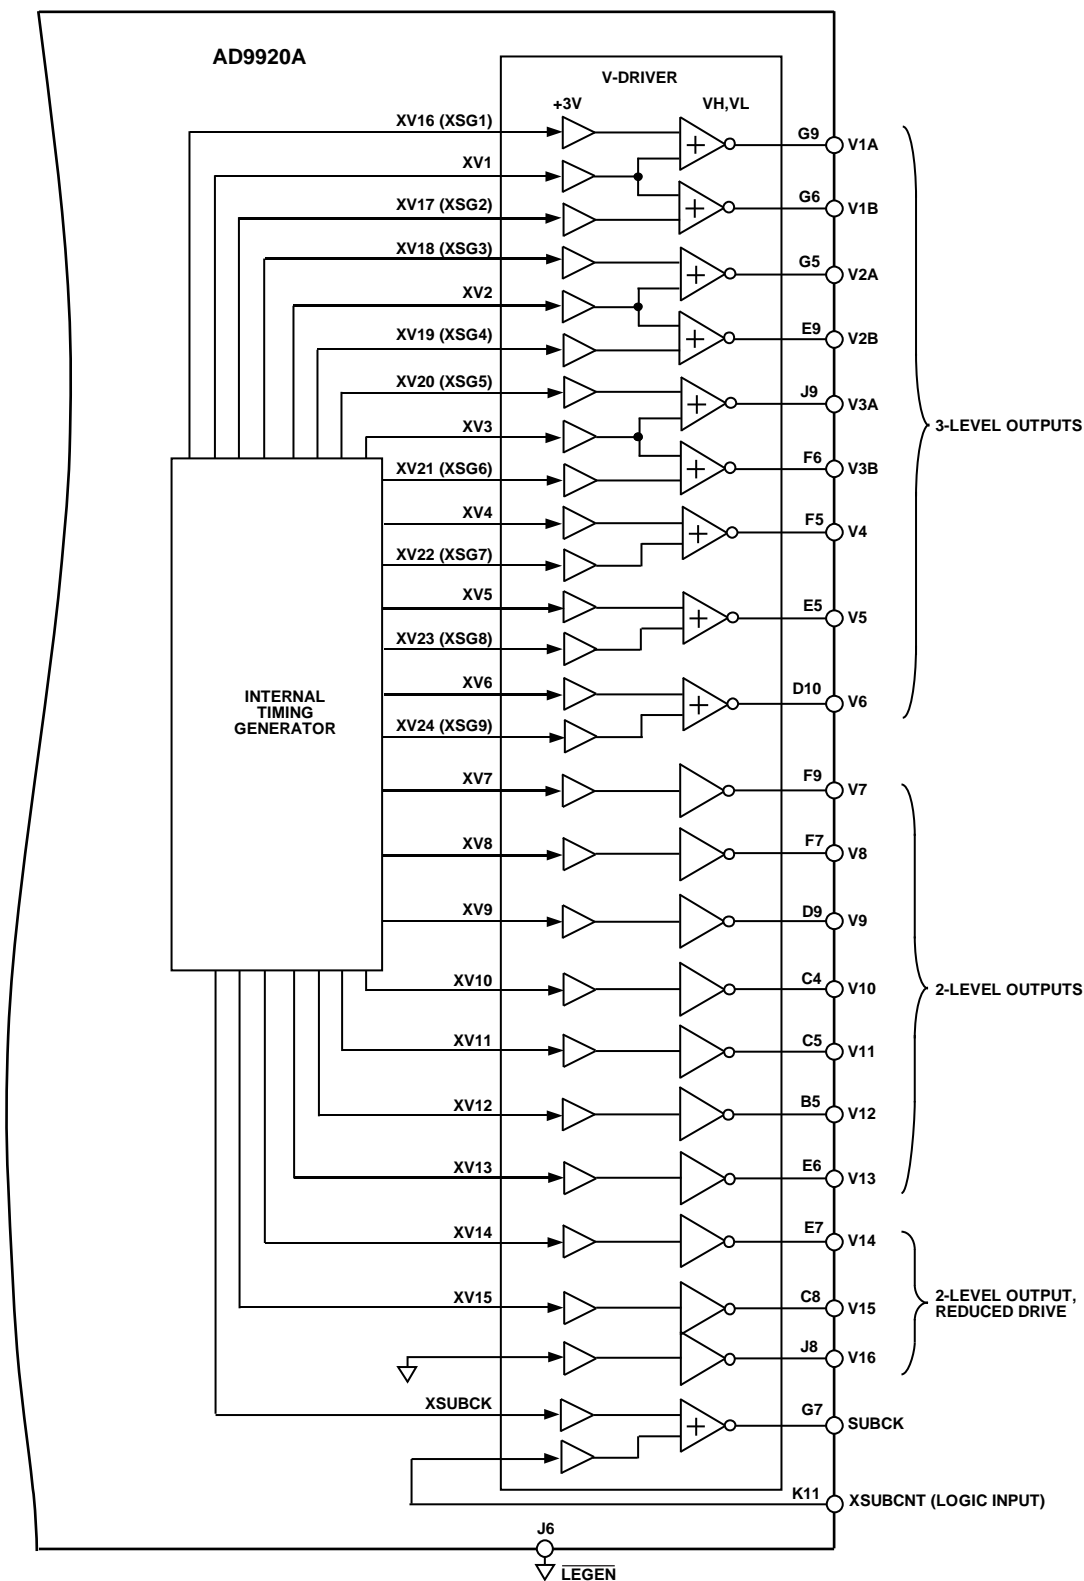 AD9920A
V-DRIVER
+3V
VH,VL
XV16 (XSG1)
G9
V1A
XV1
XV17 (XSG2)
G6
V1B
XV18 (XSG3)
G5
V2A
XV2
XV19 (XSG4)
E9
V2B
XV20 (XSG5)
J9
V3A
XV3
3-LEVEL OUTPUTS
XV21 (XSG6)
F6
V3B
XV4
F5
V4
XV22 (XSG7)
XV5
E5
V5
XV23 (XSG8)
XV6
D10
V6
INTERNAL
TIMING
GENERATOR
XV24 (XSG9)
XV7
F9
V7
XV8
F7
V8
XV9
D9
V9
XV10
C4
V10
2-LEVEL OUTPUTS
XV11
C5
V11
XV12
B5
V12
XV13
E6
V13
XV14
E7
V14
XV15
C8
V15
2-LEVEL OUTPUT,
REDUCED DRIVE
J8
V16
XSUBCK
G7
SUBCK
K11
XSUBCNT (LOGIC INPUT)
J6
LEGEN